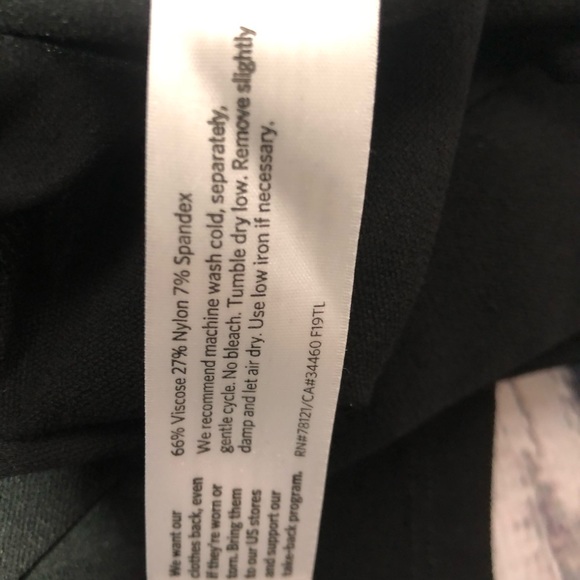 66% Viscose 27% Nylon 7% Spandex
We recommend machine wash cold, separately,
gentle cycle. No bleach. Tumble dry low. Remove slightly
damp and let air dry. Use low iron if necessary.
RN#78121/CA#34460 F19TL
We want our
clothes back, even
if they're worn or
torn. Bring them
to our US stores
and support our
take-back program.